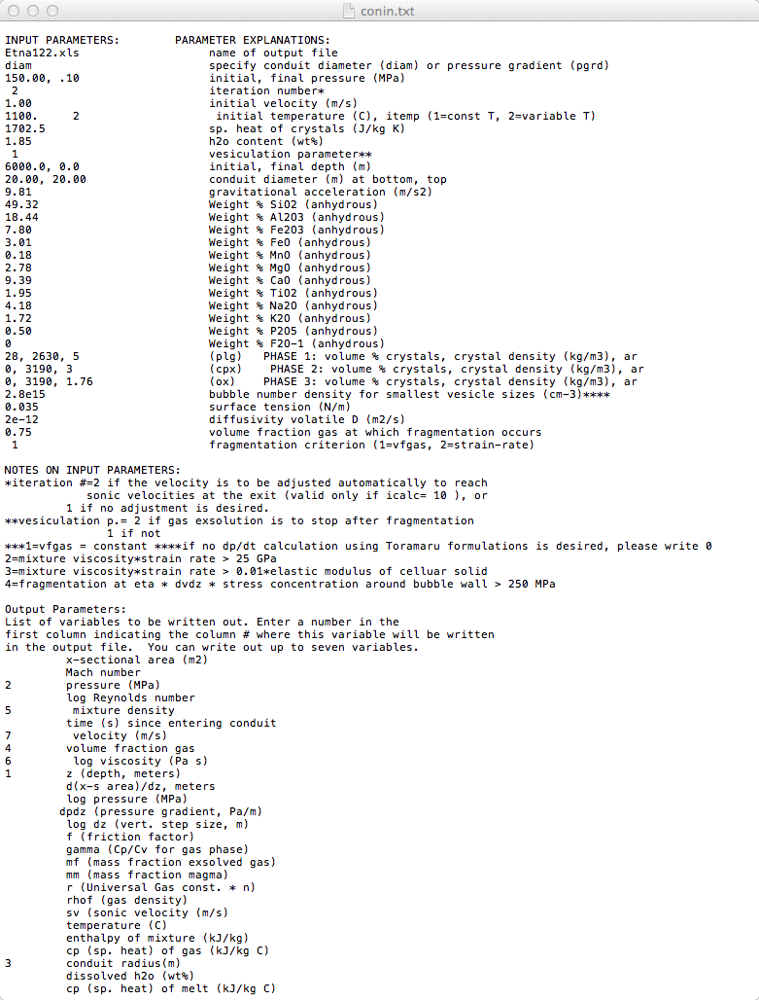 conin.txt
INPUT PARAMETERS:        PARAMETER EXPLANATIONS:
Etna122.xls                    name of output file
diam                           specify conduit diameter (diam) or pressure gradient (pgrd)
150.00, .10                    initial, final pressure (MPa)
 2                             iteration number*
1.00                           initial velocity (m/s)
1100.     2                     initial temperature (C), itemp (1=const T, 2=variable T)
1702.5                         sp. heat of crystals (J/kg K)
1.85                           h2o content (wt%)
 1                             vesiculation parameter**
6000.0, 0.0                    initial, final depth (m)
20.00, 20.00                   conduit diameter (m) at bottom, top
9.81                           gravitational acceleration (m/s2)
49.32                          Weight % SiO2 (anhydrous)
18.44                          Weight % Al2O3 (anhydrous)
7.80                           Weight % Fe2O3 (anhydrous)
3.01                           Weight % FeO (anhydrous)
0.18                           Weight % MnO (anhydrous)
2.78                           Weight % MgO (anhydrous)
9.39                           Weight % CaO (anhydrous)
1.95                           Weight % TiO2 (anhydrous)
4.18                           Weight % Na2O (anhydrous)
1.72                           Weight % K2O (anhydrous)
0.50                           Weight % P2O5 (anhydrous)
0                              Weight % F2O-1 (anhydrous)
28, 2630, 5                    (plg)   PHASE 1: volume % crystals, crystal density (kg/m3), ar
0, 3190, 3                     (cpx)    PHASE 2: volume % crystals, crystal density (kg/m3), ar
0, 3190, 1.76                  (ox)    PHASE 3: volume % crystals, crystal density (kg/m3), ar
2.8e15                         bubble number density for smallest vesicle sizes (cm-3)****
0.035                          surface tension (N/m)
2e-12                          diffusivity volatile D (m2/s)
0.75                           volume fraction gas at which fragmentation occurs
 1                             fragmentation criterion (1=vfgas, 2=strain-rate)
NOTES ON INPUT PARAMETERS:
*iteration #=2 if the velocity is to be adjusted automatically to reach
sonic velocities at the exit (valid only if icalc= 10 ), or
1 if no adjustment is desired.
**vesiculation p.= 2 if gas exsolution is to stop after fragmentation
1 if not
***1=vfgas = constant ****if no dp/dt calculation using Toramaru formulations is desired, please write 0
2=mixture viscosity*strain rate > 25 GPa
3=mixture viscosity*strain rate > 0.01*elastic modulus of celluar solid
4=fragmentation at eta * dvdz * stress concentration around bubble wall > 250 MPa
Output Parameters:
List of variables to be written out. Enter a number in the
first column indicating the column # where this variable will be written
in the output file.  You can write out up to seven variables.
x-sectional area (m2)
Mach number
2        pressure (MPa)
log Reynolds number
5         mixture density
time (s) since entering conduit
7         velocity (m/s)
4        volume fraction gas
6         log viscosity (Pa s)
1        z (depth, meters)
d(x-s area)/dz, meters
log pressure (MPa)
dpdz (pressure gradient, Pa/m)
log dz (vert. step size, m)
f (friction factor)
gamma (Cp/Cv for gas phase)
mf (mass fraction exsolved gas)
mm (mass fraction magma)
r (Universal Gas const. * n)
rhof (gas density)
sv (sonic velocity (m/s)
temperature (C)
enthalpy of mixture (kJ/kg)
cp (sp. heat) of gas (kJ/kg C)
3        conduit radius(m)
dissolved h2o (wt%)
cp (sp. heat) of melt (kJ/kg C)